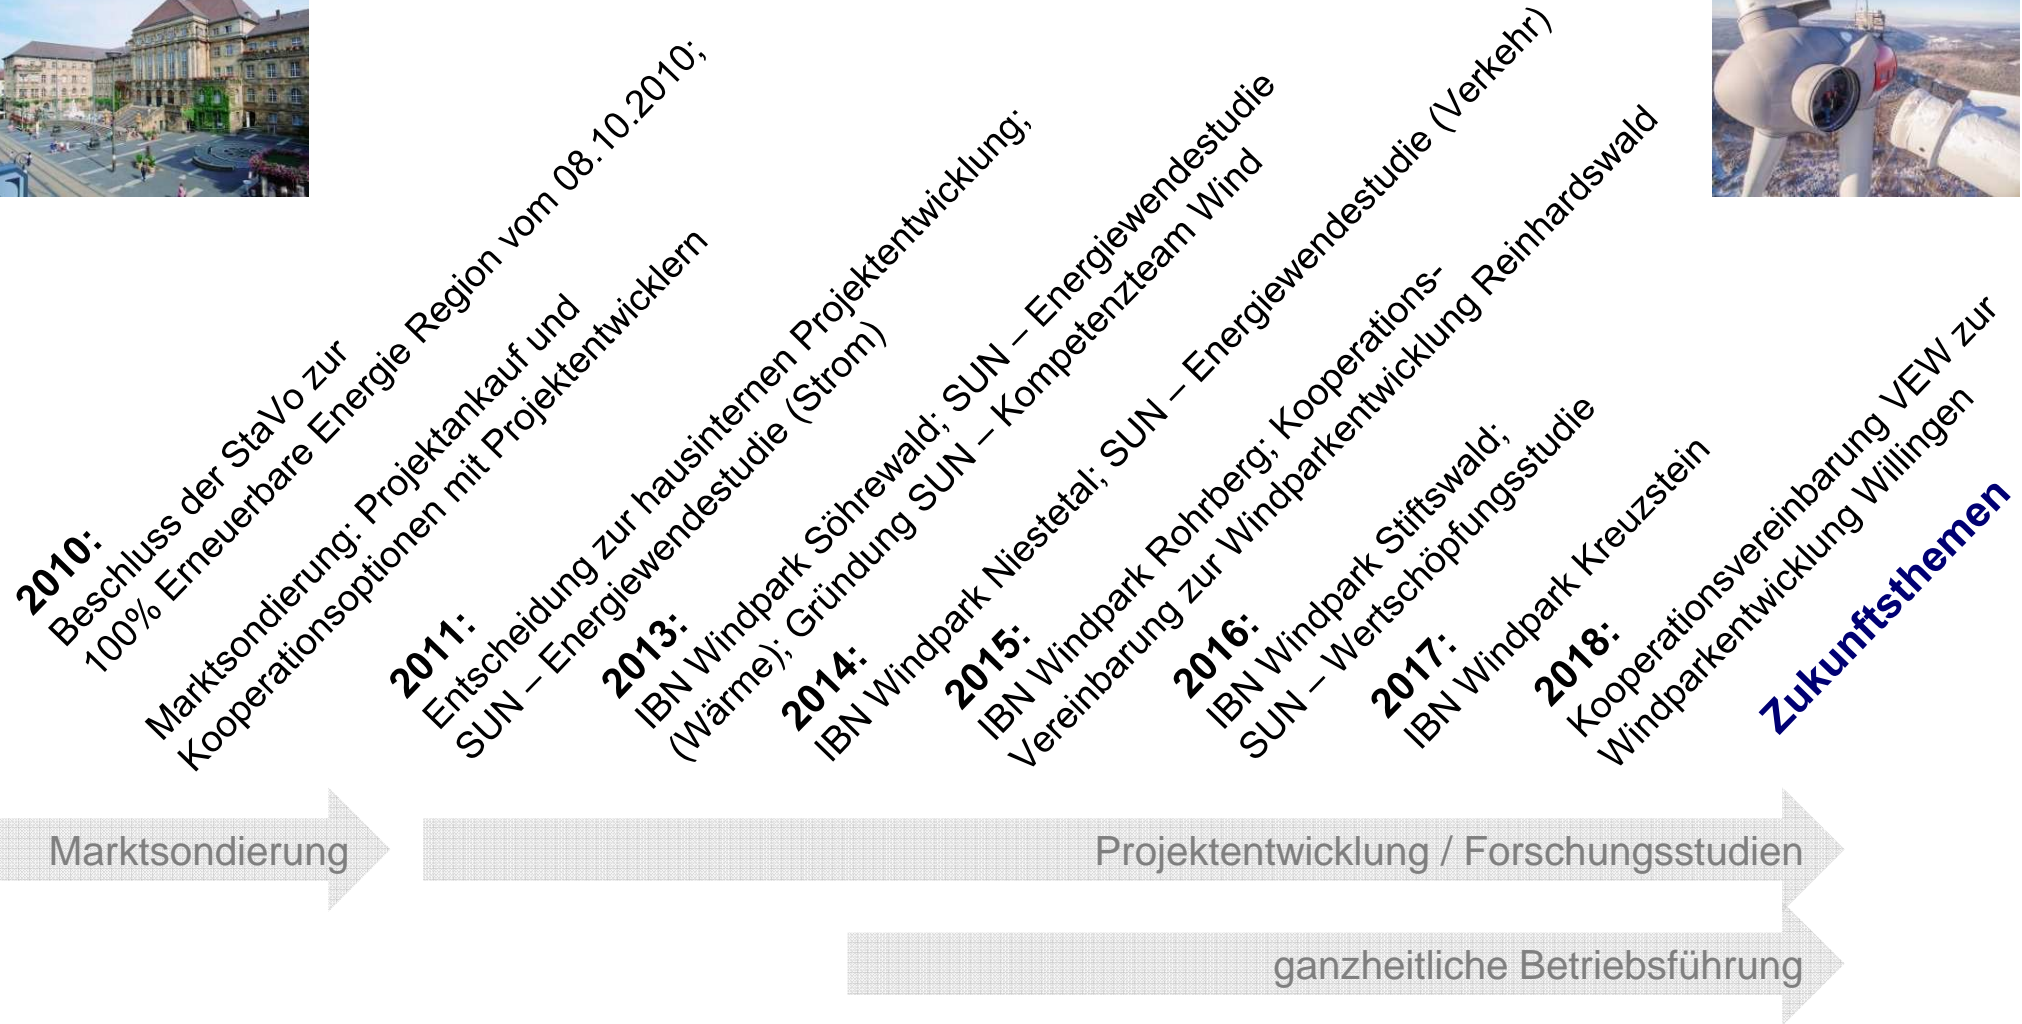 2010:
Beschluss der StaVo zur
100% Erneuerbare Energie Region vom 08.10.2010;
Marktsondierung: Projektankauf und
Kooperationsoptionen mit Projektentwicklern
2011:
Entscheidung zur hausinternen Projektentwicklung;
SUN – Energiewendestudie (Strom)
2013:
IBN Windpark Söhrewald; SUN – Energiewendestudie
(Wärme); Gründung SUN – Kompetenzteam Wind
2014:
IBN Windpark Niestetal; SUN – Energiewendestudie (Verkehr)
2015:
IBN Windpark Rohrberg; Kooperations-
Vereinbarung zur Windparkentwicklung Reinhardswald
2016:
IBN Windpark Stiftswald;
SUN – Wertschöpfungsstudie
2017:
IBN Windpark Kreuzstein
2018:
Kooperationsvereinbarung VEW zur
Windparkentwicklung Willingen
Zukunftsthemen
Marktsondierung
Projektentwicklung / Forschungsstudien
ganzheitliche Betriebsführung